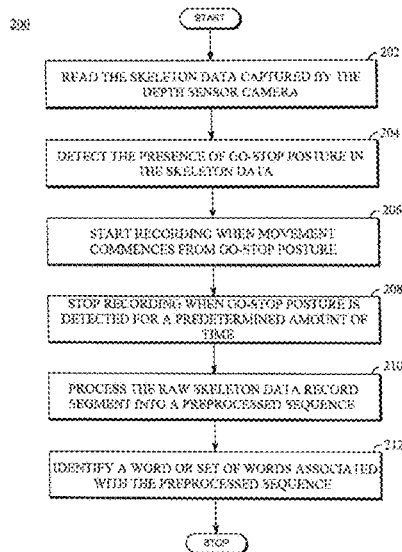 200
START
202
READ THE SKELETON DATA CAPTURED BY THE
DEPTH SENSOR CAMERA
204
DETECT THE PRESENCE OF GO-STOP POSTURE IN
THE SKELETON DATA
206
START RECORDING WHEN MOVEMENT
COMMENCES FROM GO-STOP POSTURE
208
STOP RECORDING WHEN GO-STOP POSTURE IS
DETECTED FOR A PREDETERMINED AMOUNT OF
TIME
210
PROCESS THE RAW SKELETON DATA RECORD
SEGMENT INTO A PREPROCESSED SEQUENCE
212
IDENTIFY A WORD OR SET OF WORDS ASSOCIATED
WITH THE PREPROCESSED SEQUENCE
STOP